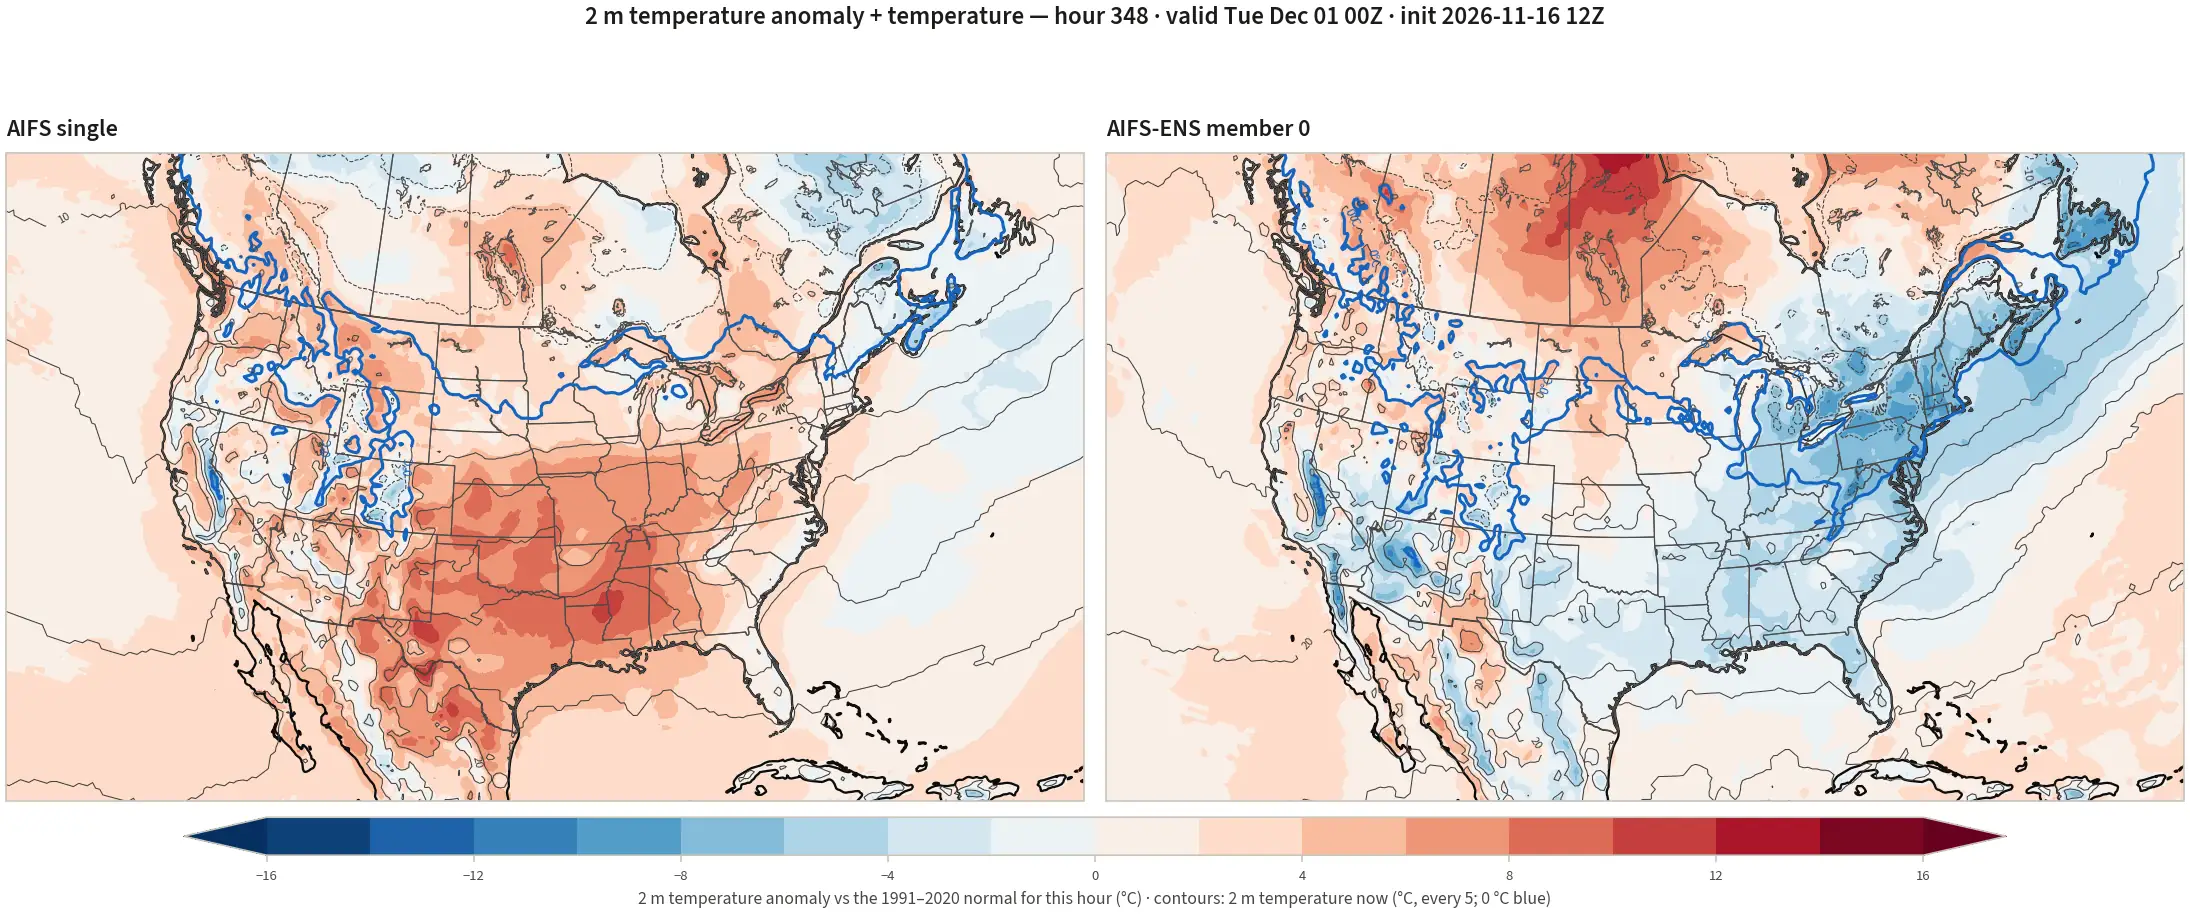 2 m temperature anomaly + temperature — hour 348 · valid Tue Dec 01 00Z · init 2026-11-16 12Z
AIFS single
AIFS-ENS member 0
10
20
−16 −12 −8 −4 0 4 8 12 16
2 m temperature anomaly vs the 1991–2020 normal for this hour (°C) · contours: 2 m temperature now (°C, every 5; 0 °C blue)